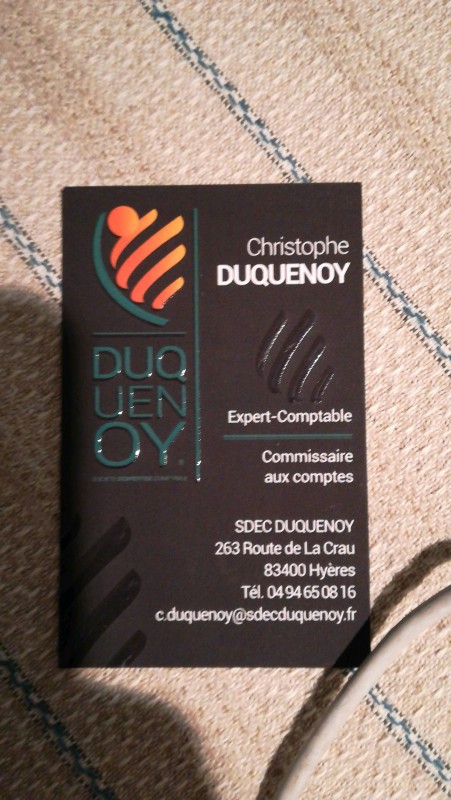 Christophe
DUQUENOY
DUQ
UEN
OY
Expert-Comptable
Commissaire
aux comptes
SDEC DUQUENOY
263 Route de La Crau
83400 Hyères
Tél. 04 94 65 08 16
c.duquenoy@sdecduquenoy.fr